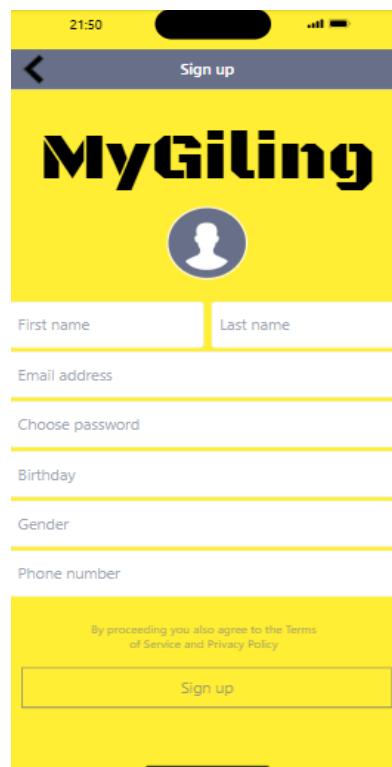 21:50
Sign up
MyGiling
First name
Last name
Email address
Choose password
Birthday
Gender
Phone number
By proceeding you also agree to the Terms
of Service and Privacy Policy
Sign up